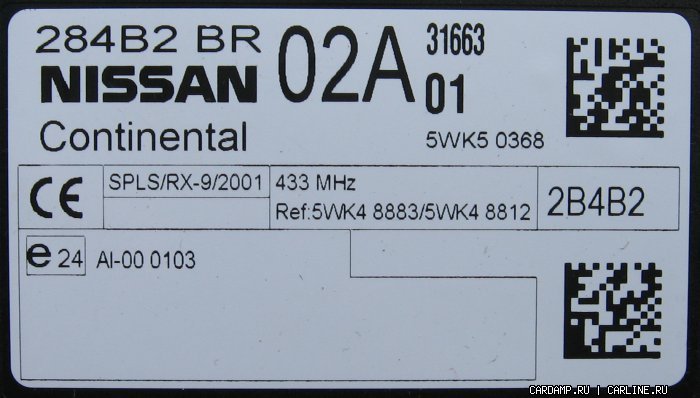 284B2 BR 02A 31663
NISSAN 01
Continental 5WK5 0368
CE SPLS/RX-9/2001 433 MHz
Ref:5WK4 8883/5WK4 8812 2B4B2
e 24 AI-00 0103
CARDAMP.RU | CARLINE.RU